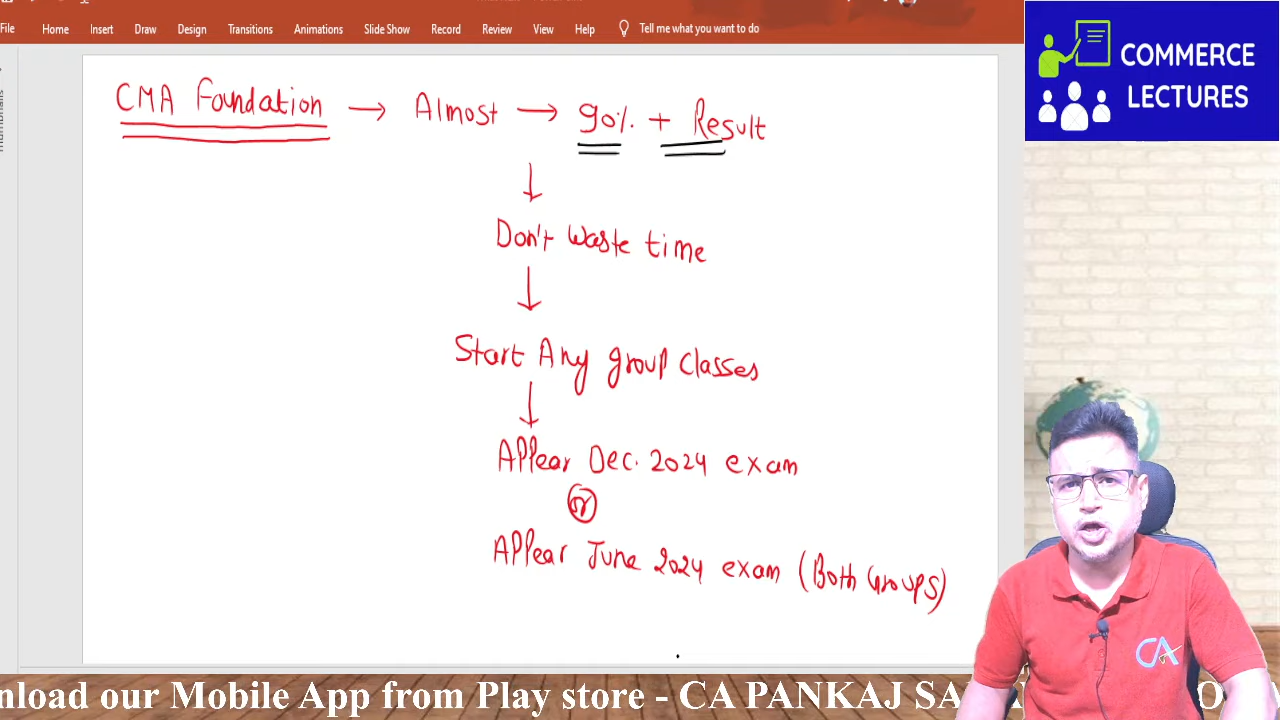 File Home Insert Draw Design Transitions Animations Slide Show Record Review View Help Tell me what you want to do
COMMERCE
LECTURES
CMA Foundation → Almost → 90% + Result
↓
Don't waste time
↓
Start Any group classes
↓
Appear Dec. 2024 exam
or
Appear June 2024 exam (Both Groups)
CA
nload our Mobile App from Play store - CA PANKAJ SA